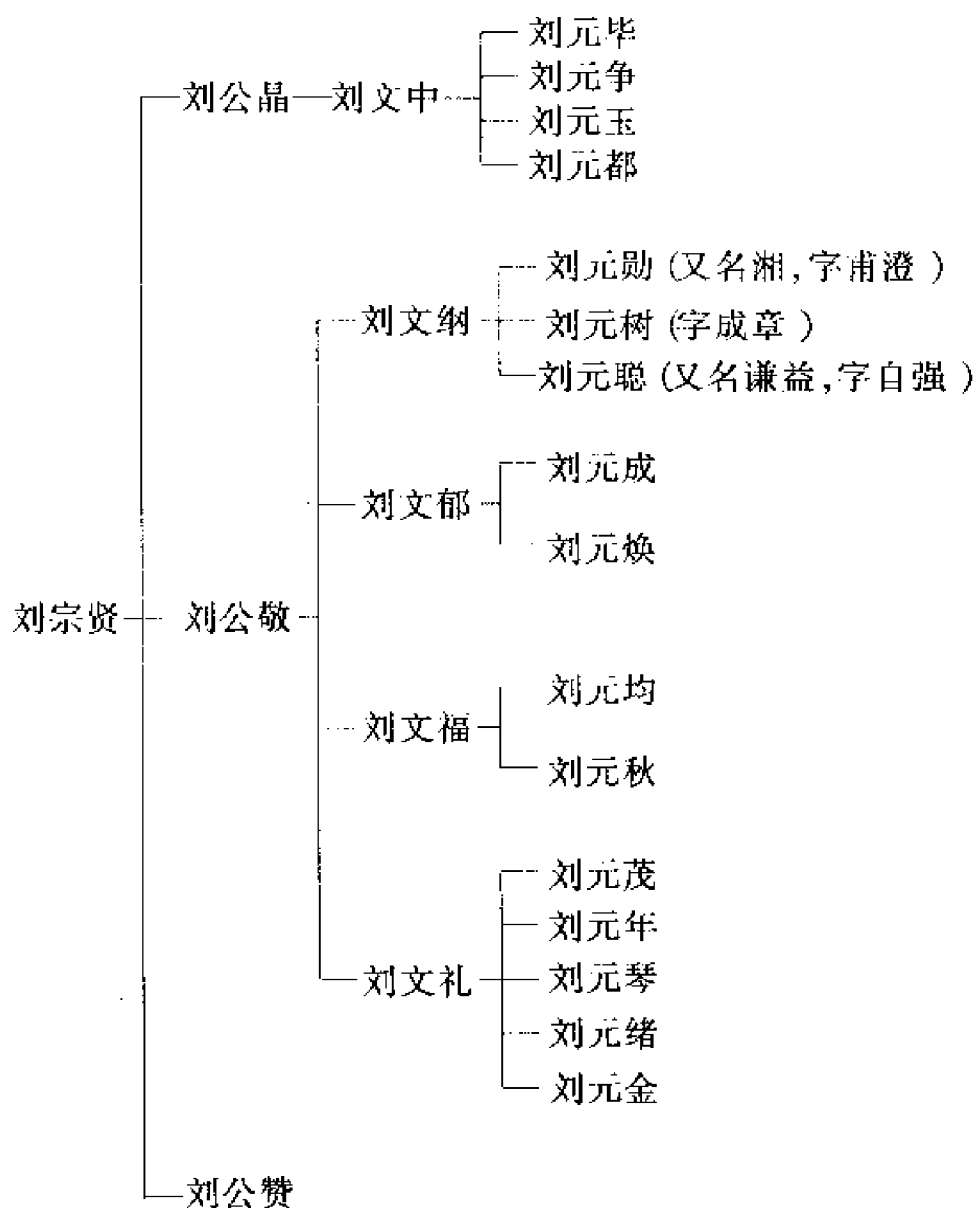 刘元毕
刘元争
刘公晶 刘文中
刘元玉
刘元都
刘元勋 (又名湘,字甫澄)
刘文纲 刘元树 (字成章)
刘元聪 (又名谦益,字自强)
刘元成
刘文郁
刘元焕
刘宗贤 刘公敬
刘元均
刘文福
刘元秋
刘元茂
刘元年
刘文礼 刘元琴
刘元绪
刘元金
刘公赞